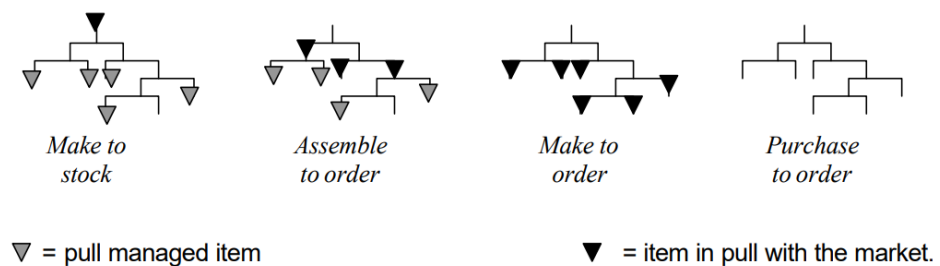 Make to
stock
Assemble
to order
Make to
order
Purchase
to order
= pull managed item
= item in pull with the market.